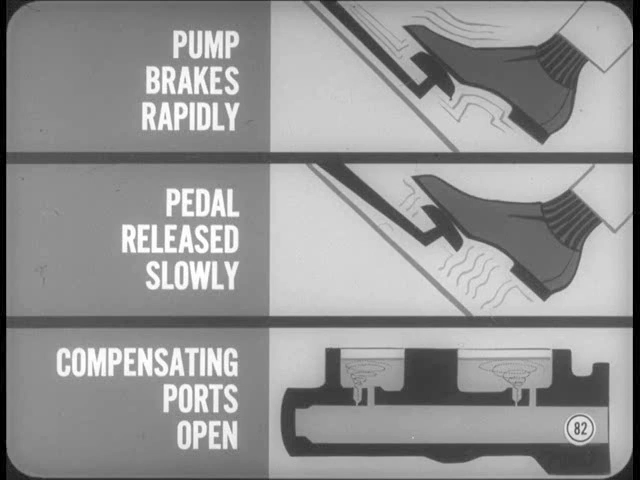 PUMP
BRAKES
RAPIDLY
PEDAL
RELEASED
SLOWLY
COMPENSATING
PORTS
OPEN
82